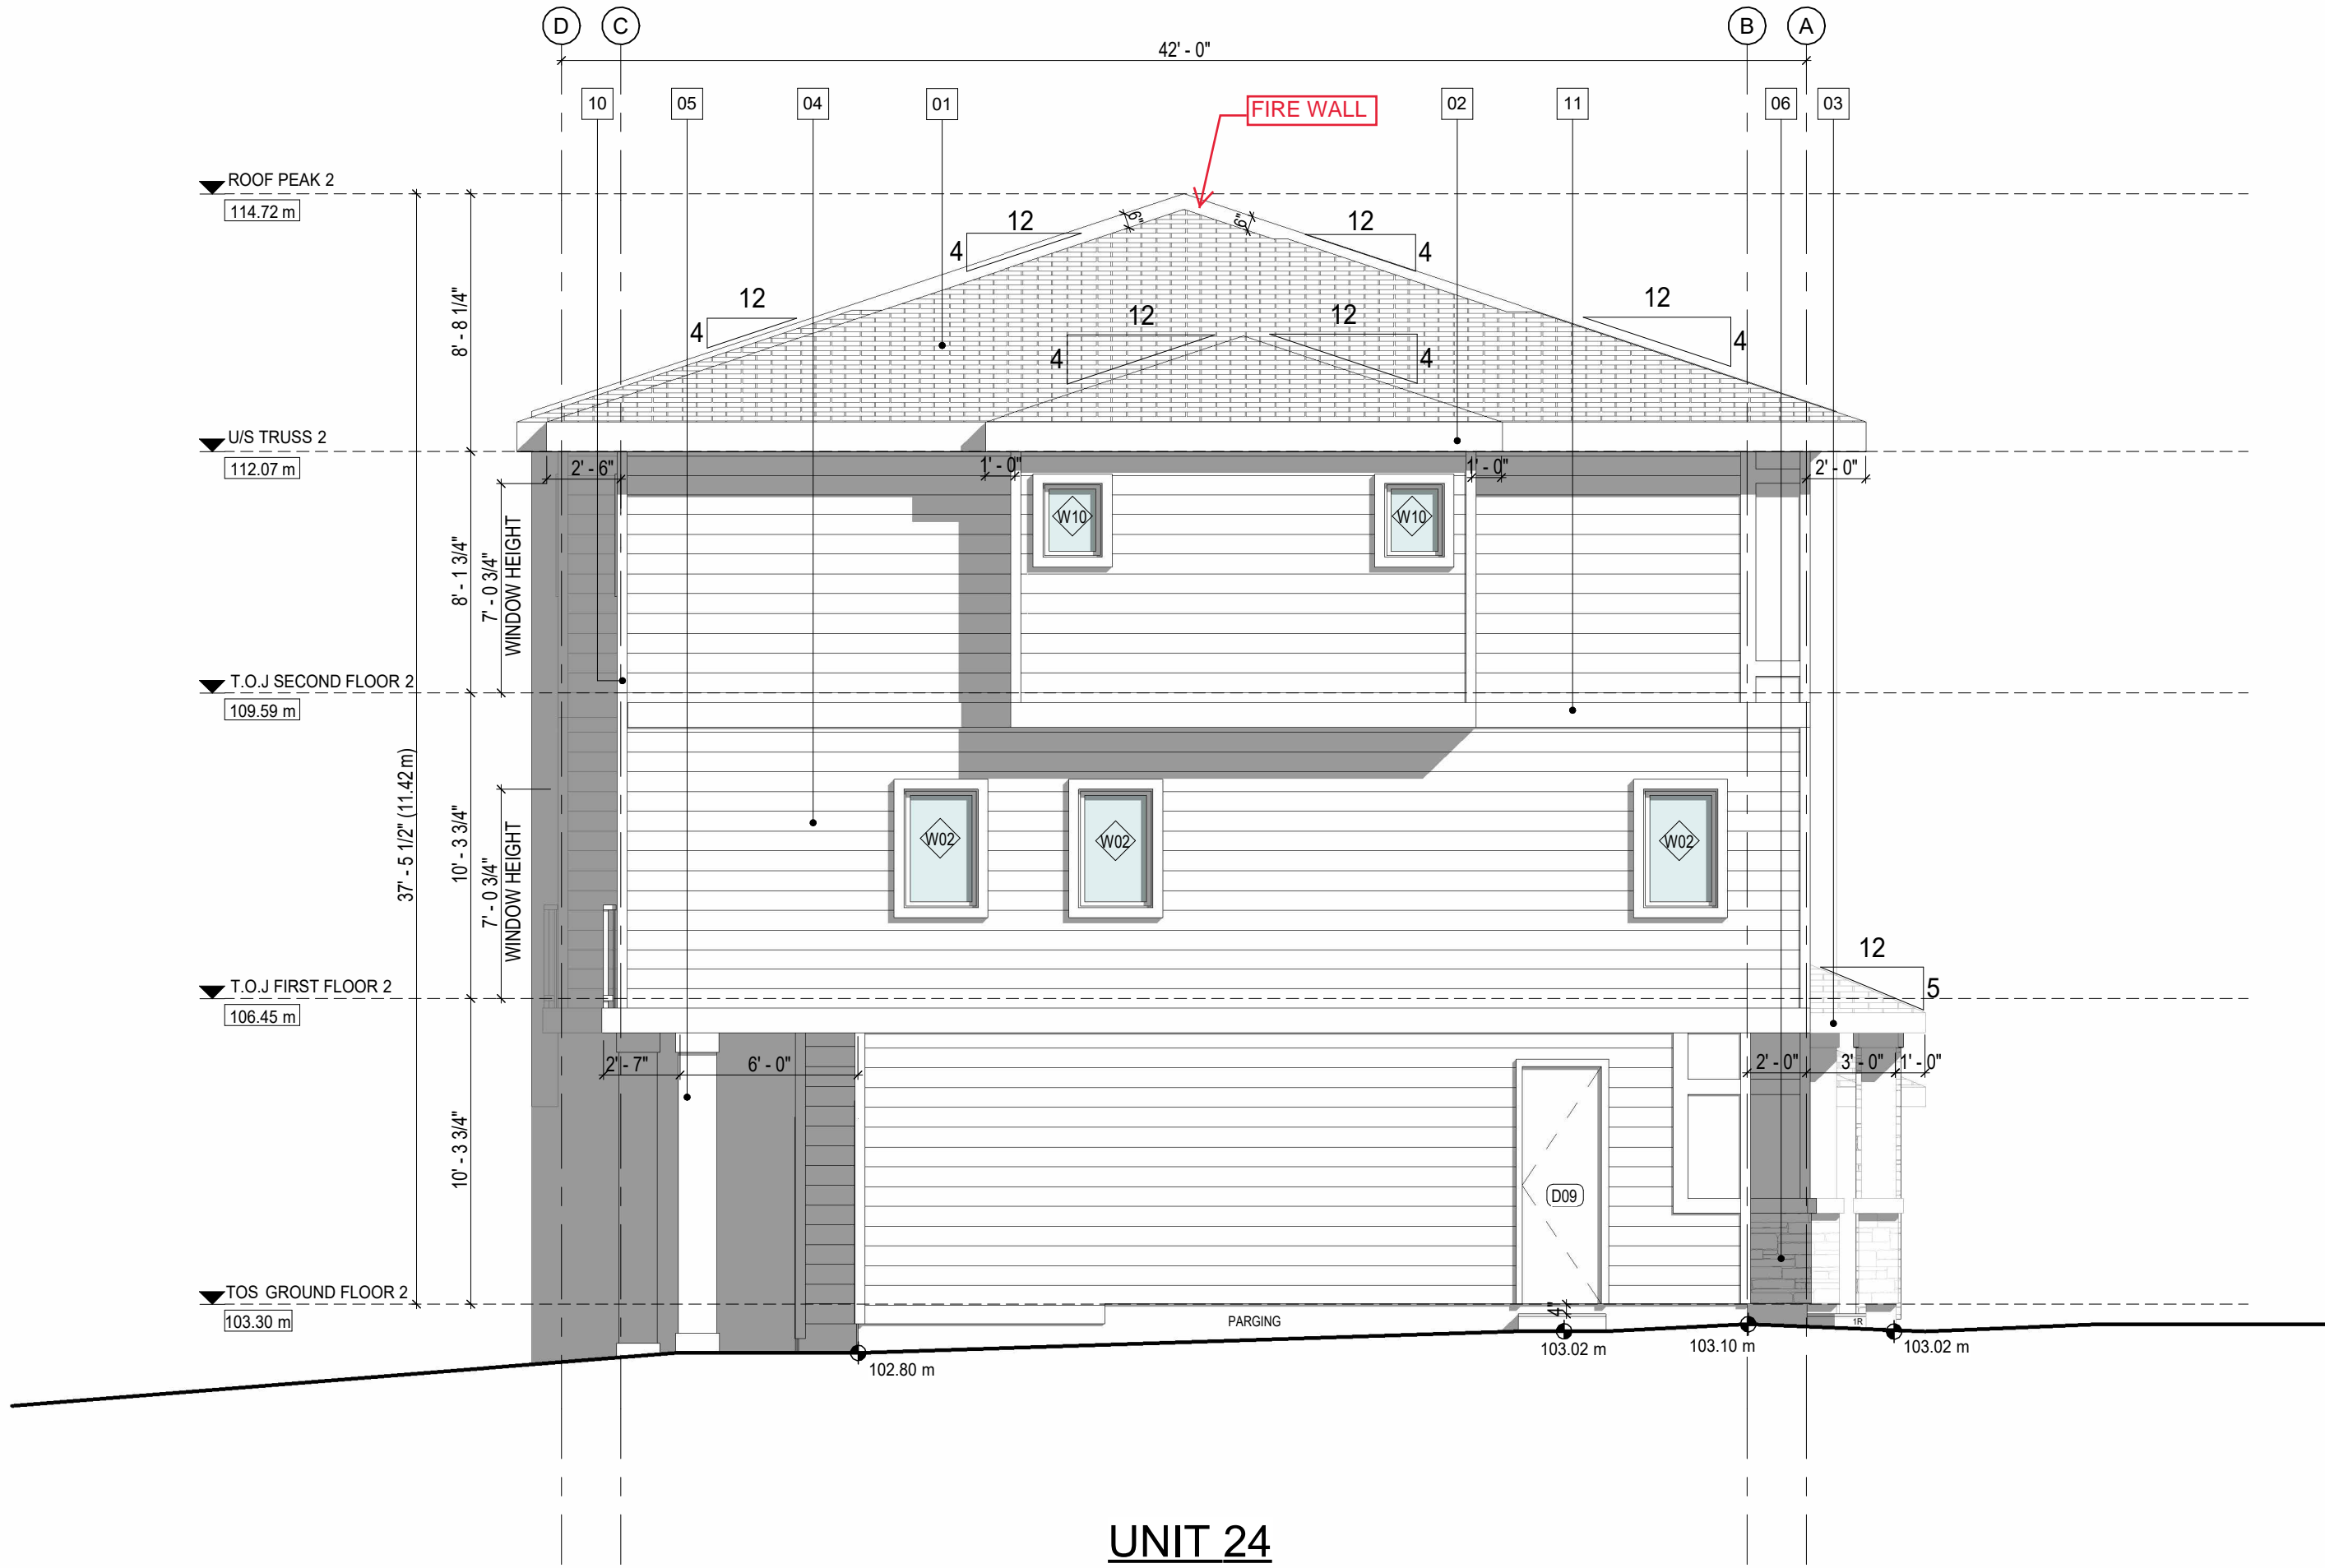 D
C
B
A
42' - 0"
10
05
04
01
FIRE WALL
02
11
06
03
ROOF PEAK 2
114.72 m
6"
6"
12
4
12
4
12
4
12
4
12
4
12
4
8' - 8 1/4"
U/S TRUSS 2
112.07 m
2' - 6"
1' - 0"
1' - 0"
2' - 0"
W10
W10
8' - 1 3/4"
7' - 0 3/4"
WINDOW HEIGHT
T.O.J SECOND FLOOR 2
109.59 m
37' - 5 1/2" (11.42 m)
10' - 3 3/4"
7' - 0 3/4"
WINDOW HEIGHT
W02
W02
W02
12
5
T.O.J FIRST FLOOR 2
106.45 m
2' - 7"
6' - 0"
2' - 0"
3' - 0"
1' - 0"
10' - 3 3/4"
D09
TOS GROUND FLOOR 2
103.30 m
4"
PARGING
1R
102.80 m
103.02 m
103.10 m
103.02 m
UNIT 24